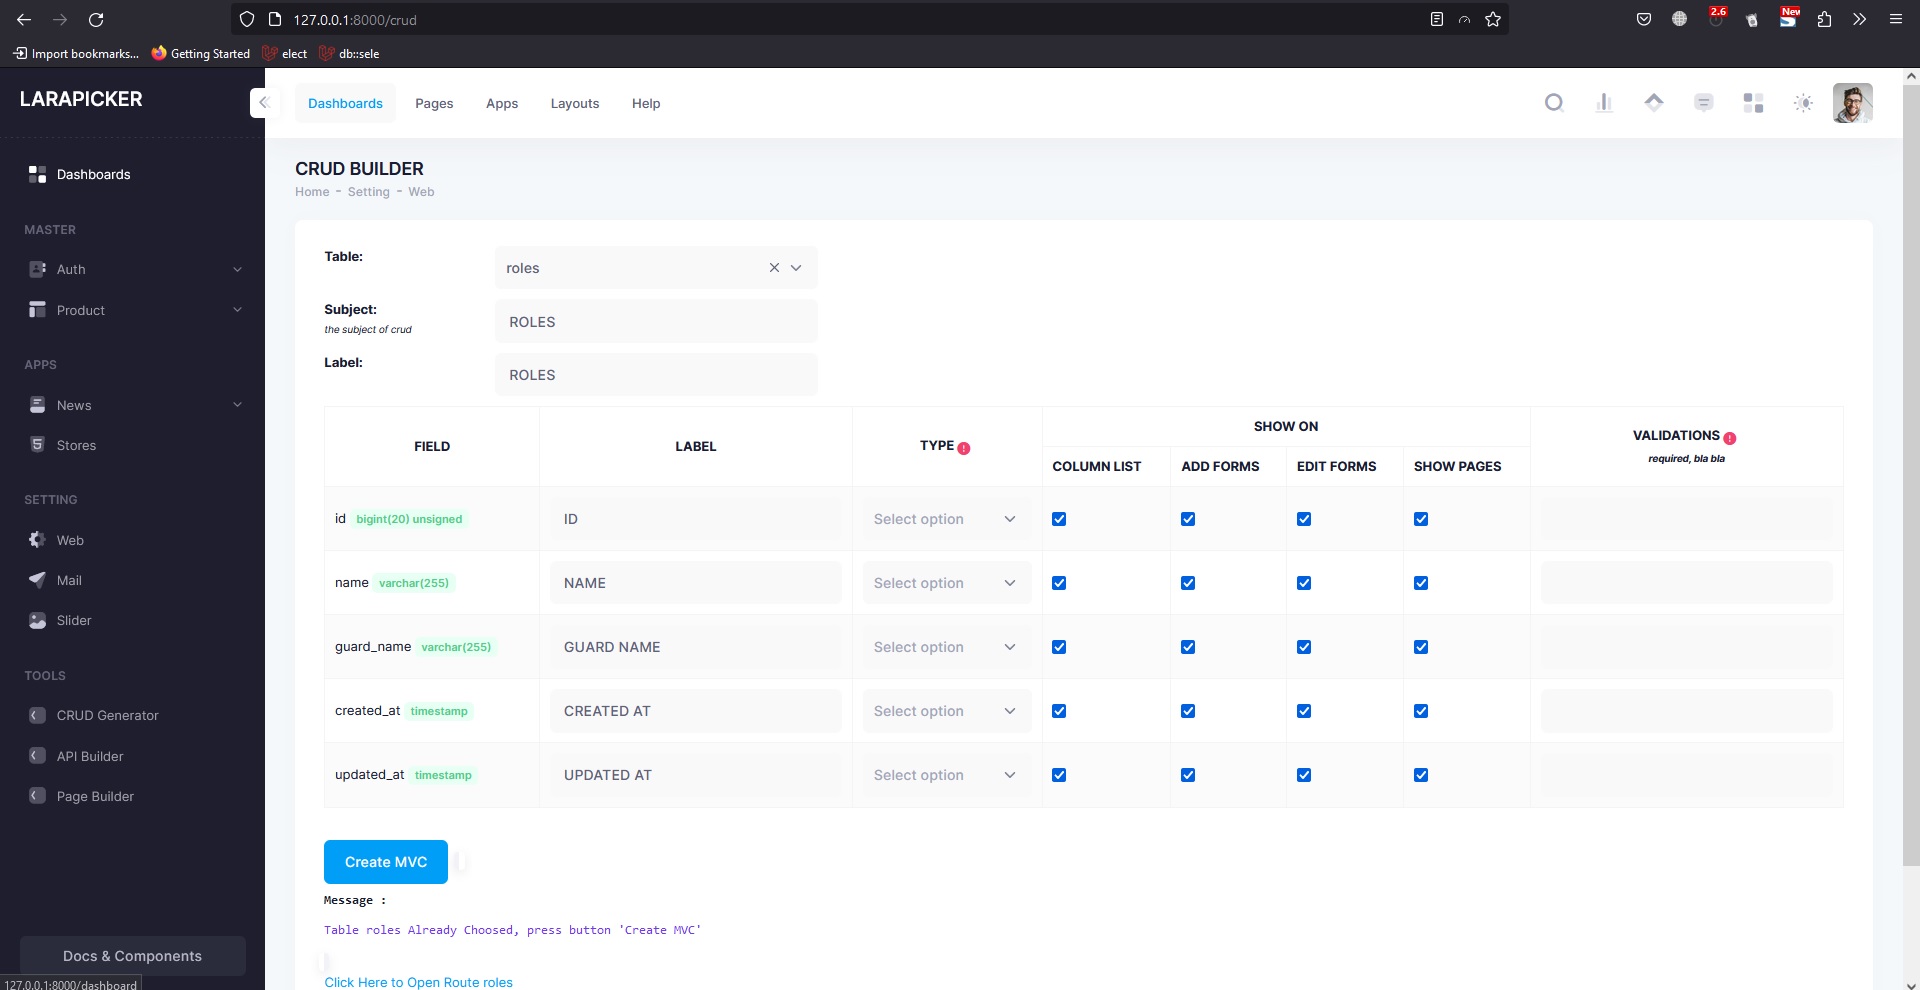 127.0.0.1:8000/crud
2.6
New
Import bookmarks...
Getting Started
elect
db::sele
LARAPICKER
Dashboards
Pages
Apps
Layouts
Help
Dashboards
MASTER
Auth
Product
APPS
News
Stores
SETTING
Web
Mail
Slider
TOOLS
CRUD Generator
API Builder
Page Builder
Docs & Components
127.0.0.1:8000/dashboard
CRUD BUILDER
Home - Setting - Web
Table:
roles
Subject:
the subject of crud
ROLES
Label:
ROLES
FIELD
LABEL
TYPE
SHOW ON
COLUMN LIST
ADD FORMS
EDIT FORMS
SHOW PAGES
VALIDATIONS
required, bla bla
id bigint(20) unsigned
ID
Select option
name varchar(255)
NAME
Select option
guard_name varchar(255)
GUARD NAME
Select option
created_at timestamp
CREATED AT
Select option
updated_at timestamp
UPDATED AT
Select option
Create MVC
Message :
Table roles Already Choosed, press button 'Create MVC'
Click Here to Open Route roles